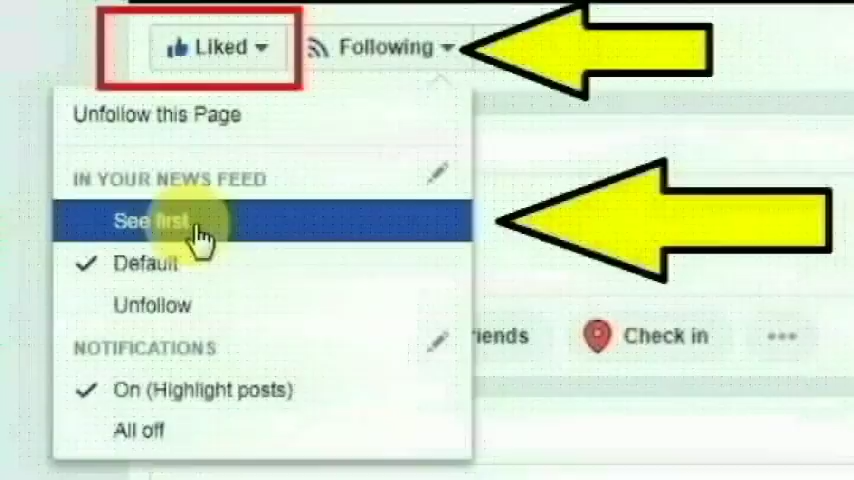 Liked Following
Unfollow this Page
IN YOUR NEWS FEED
See first
Default
Unfollow
riends Check in
NOTIFICATIONS
On (Highlight posts)
All off